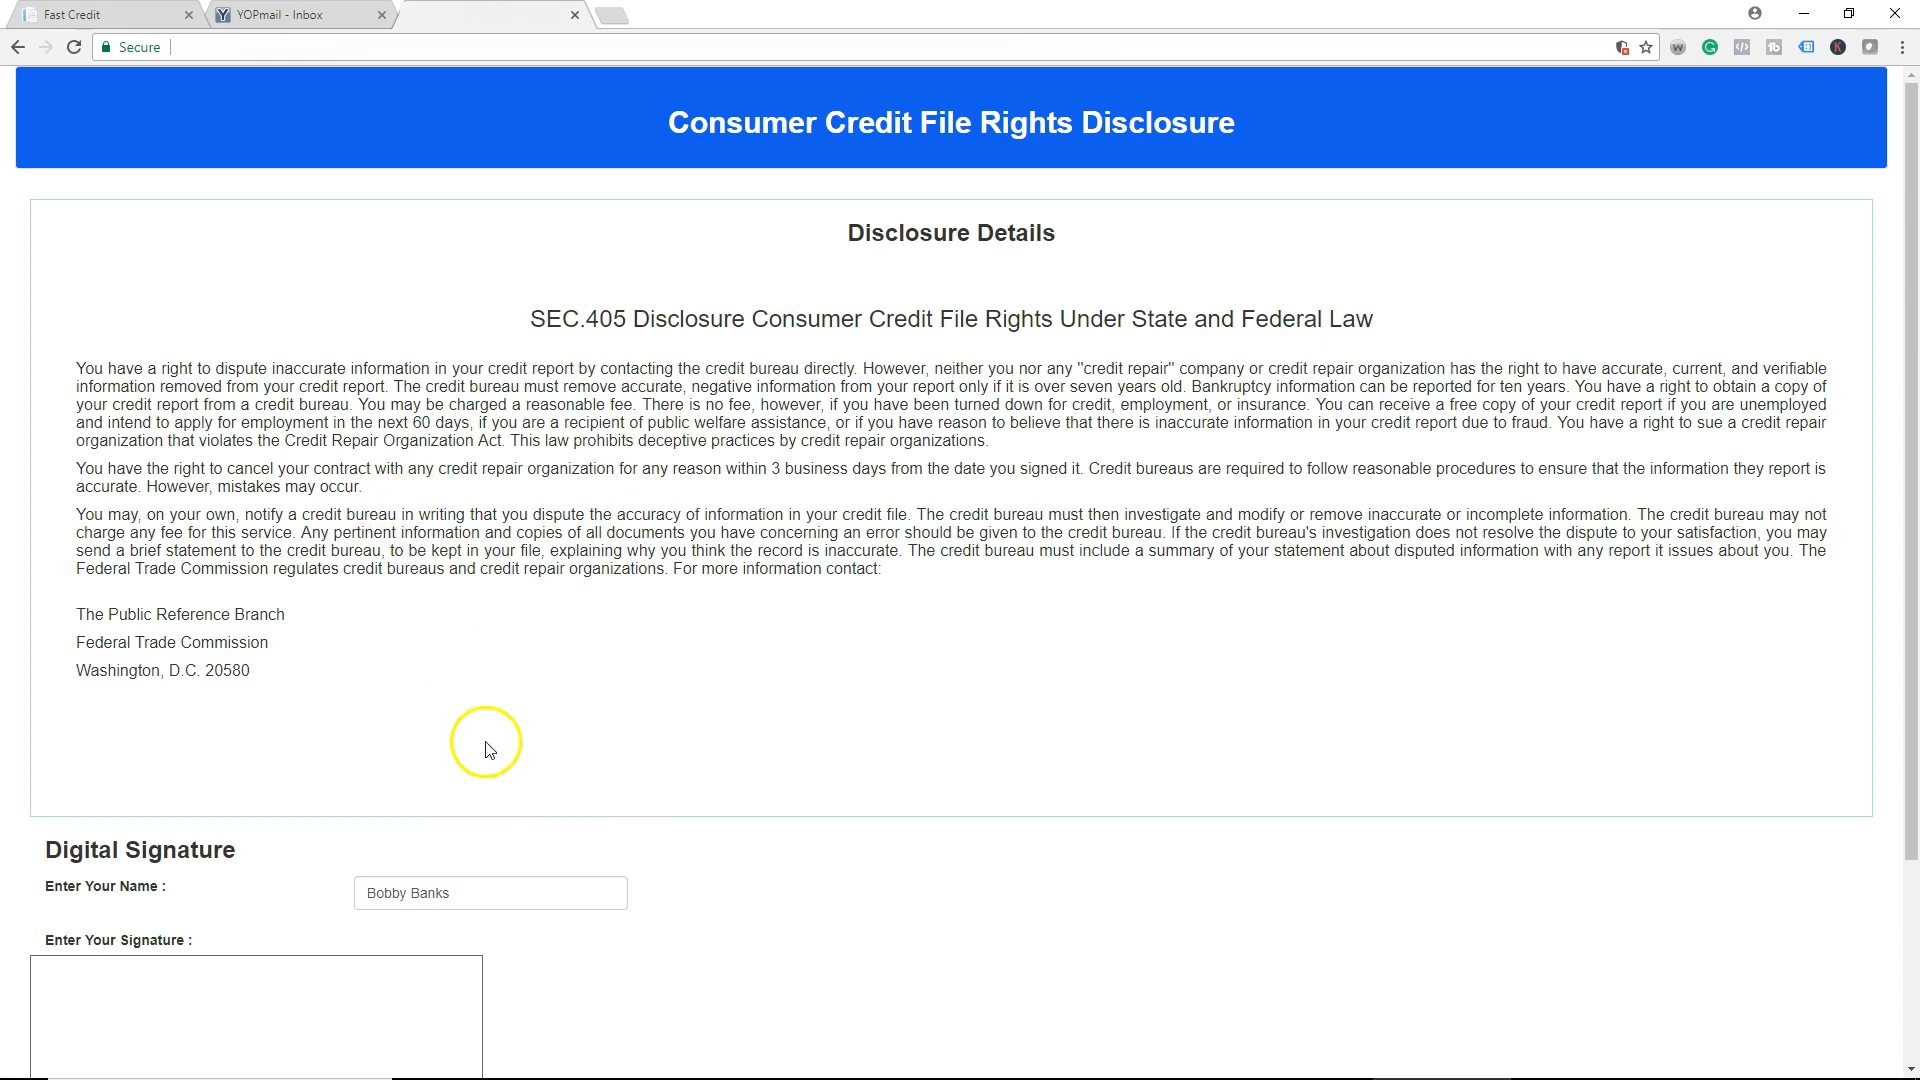 Fast Credit
YOPmail - Inbox
Secure
Consumer Credit File Rights Disclosure
Disclosure Details
SEC.405 Disclosure Consumer Credit File Rights Under State and Federal Law
You have a right to dispute inaccurate information in your credit report by contacting the credit bureau directly. However, neither you nor any "credit repair" company or credit repair organization has the right to have accurate, current, and verifiable
information removed from your credit report. The credit bureau must remove accurate, negative information from your report only if it is over seven years old. Bankruptcy information can be reported for ten years. You have a right to obtain a copy of
your credit report from a credit bureau. You may be charged a reasonable fee. There is no fee, however, if you have been turned down for credit, employment, or insurance. You can receive a free copy of your credit report if you are unemployed
and intend to apply for employment in the next 60 days, if you are a recipient of public welfare assistance, or if you have reason to believe that there is inaccurate information in your credit report due to fraud. You have a right to sue a credit repair
organization that violates the Credit Repair Organization Act. This law prohibits deceptive practices by credit repair organizations.
You have the right to cancel your contract with any credit repair organization for any reason within 3 business days from the date you signed it. Credit bureaus are required to follow reasonable procedures to ensure that the information they report is
accurate. However, mistakes may occur.
You may, on your own, notify a credit bureau in writing that you dispute the accuracy of information in your credit file. The credit bureau must then investigate and modify or remove inaccurate or incomplete information. The credit bureau may not
charge any fee for this service. Any pertinent information and copies of all documents you have concerning an error should be given to the credit bureau. If the credit bureau's investigation does not resolve the dispute to your satisfaction, you may
send a brief statement to the credit bureau, to be kept in your file, explaining why you think the record is inaccurate. The credit bureau must include a summary of your statement about disputed information with any report it issues about you. The
Federal Trade Commission regulates credit bureaus and credit repair organizations. For more information contact:
The Public Reference Branch
Federal Trade Commission
Washington, D.C. 20580
Digital Signature
Enter Your Name :
Bobby Banks
Enter Your Signature :